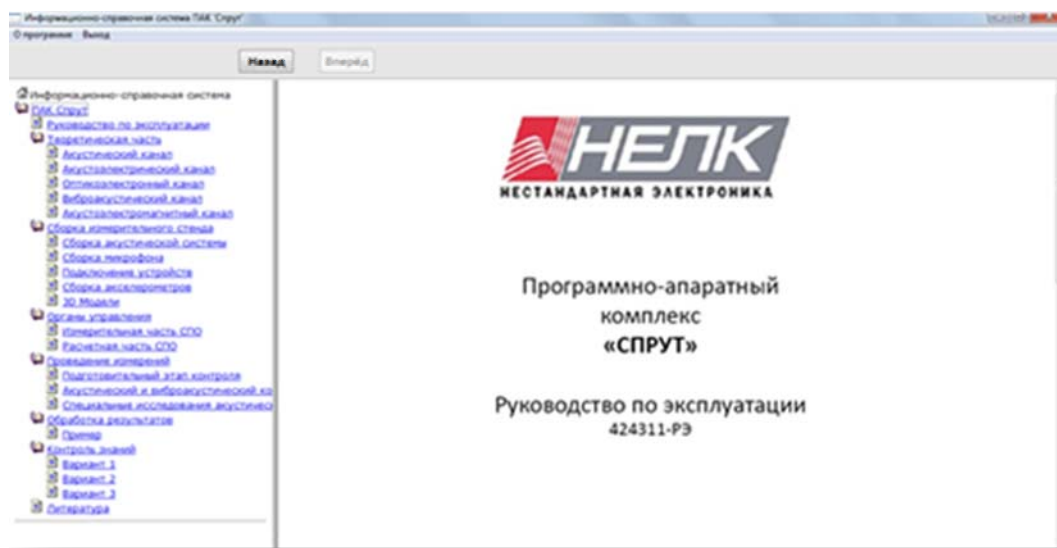 Информационно-справочная система ПАК 'Спрут'
О программе Выход
Назад Вперёд
Информационно-справочная система
ПАК Спрут
Руководство по эксплуатации
Теоретическая часть
Акустический канал
Акустоэлектрический канал
Оптикоэлектронный канал
Виброакустический канал
Акустоэлектромагнитный канал
Сборка измерительного стенда
Сборка акустической системы
Сборка микрофона
Подключение устройств
Сборка акселерометров
3D Модели
Органы управления
Измерительная часть СПО
Расчетная часть СПО
Проведение измерений
Подготовительный этап контроля
Акустический и виброакустический ко
Специальные исследования акустичес
Обработка результатов
Пример
Контроль знаний
Вариант 1
Вариант 2
Вариант 3
Литература
НЕЛК
НЕСТАНДАРТНАЯ ЭЛЕКТРОНИКА
Программно-апаратный
комплекс
«СПРУТ»
Руководство по эксплуатации
424311-РЭ